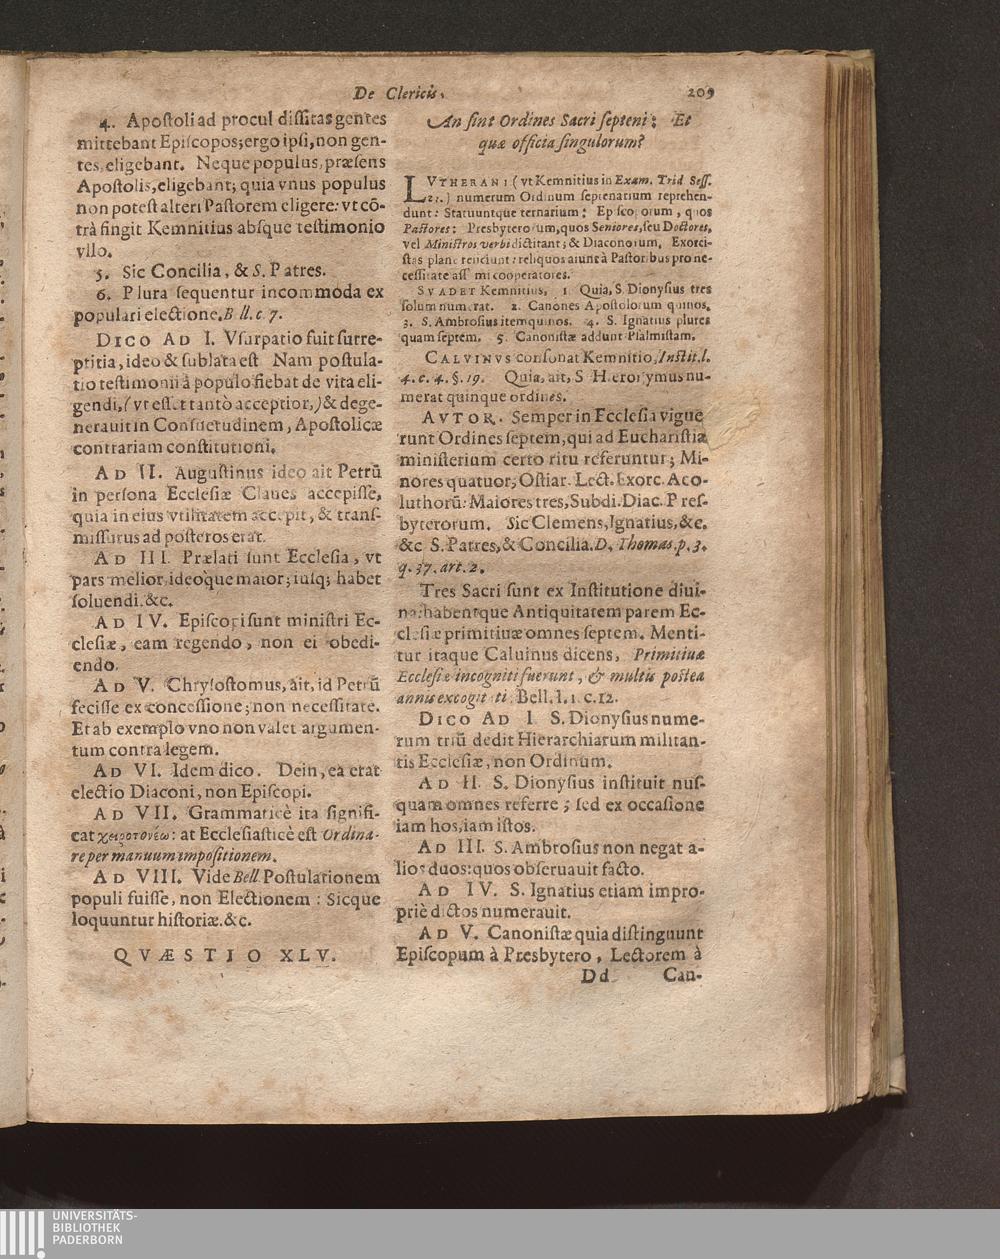 De Clericis. 209
4. Apostoli ad procul dissitas gentes
mittebant Episcopos; ergo ipsi, non gen-
tes, eligebant. Neque populus, præsens
Apostolis, eligebant; quia vnus populus
non potest alteri Pastorem eligere: vt cõ-
trà fingit Kemnitius absque testimonio
vllo.
5. Sic Concilia, & S. Patres.
6. Plura sequentur incommoda ex
populari electione. B ll. c. 7.
DICO AD I. Vsurpatio fuit surre-
ptitia, ideo & sublata est Nam postula-
tio testimonii à populo fiebat de vita eli-
gendi, (vt esset tantò acceptior,) & dege-
nerauit in Consuetudinem, Apostolicæ
contrariam constitutioni.
AD II. Augustinus ideo ait Petrũ
in persona Ecclesiæ Claues accepisse,
quia in eius vtilitatem accepit, & trans-
missurus ad posteros erat.
AD III. Prælati sunt Ecclesia, vt
pars melior, ideoque maior; iusq; habet
soluendi. &c.
AD IV. Episcopi sunt ministri Ec-
clesiæ, eam regendo, non ei obedi-
endo.
AD V. Chrysostomus, ait, id Petrũ
fecisse ex concessione; non necessitate.
Et ab exemplo vno non valet argumen-
tum contra legem.
AD VI. Idem dico. Dein, ea erat
electio Diaconi, non Episcopi.
AD VII. Grammaticè ita signifi-
cat χειροτονέω: at Ecclesiasticè est Ordina-
re per manuum impositionem.
AD VIII. Vide Bell. Postulationem
populi fuisse, non Electionem: Sicque
loquuntur historiæ. &c.
QVÆSTIO XLV.
An sint Ordines Sacri septeni: Et
quæ officia singulorum?
LVTHERANI (vt Kemnitius in Exam. Trid Sess.
23.) numerum Ordinum septenarium reprehen-
dunt: Statuuntque ternarium: Episcoporum, quos
Pastores: Presbyterorum, quos Seniores, seu Doctores,
vel Ministros verbi dictitant; & Diaconorum. Exorci-
stas planè reiiciunt: reliquos aiunt à Pastoribus pro ne-
cessitate assumi cooperatores.
SVADET Kemnitius, 1. Quia, S. Dionysius tres
solum numerat. 2. Canones Apostolorum quinos.
3. S. Ambrosius item quinos. 4. S. Ignatius plures
quam septem. 5. Canonistæ addunt Psalmistam.
CALVINVS consonat Kemnitio, Instit. l.
4. c. 4. §. 19. Quia, ait, S Hieronymus nu-
merat quinque ordines.
AVTOR. Semper in Ecclesia vigue
runt Ordines septem, qui ad Euchatistiæ
ministerium certo ritu referuntur; Mi-
nores quatuor; Ostiar. Lect. Exorc. Aco-
luthorũ: Maiores tres, Subdi. Diac. Pres-
byterorum. Sic Clemens, Ignatius, &c.
&c S. Patres, & Concilia. D. Thomas. p. 3.
q. 37. art. 2.
Tres Sacri sunt ex Institutione diui-
na: habentque Antiquitatem parem Ec-
clesiæ primitiuæ omnes septem. Menti-
tur itaque Caluinus dicens, Primitiuæ
Ecclesiæ incogniti fuerunt, & multis postea
annis excogit ti. Bell. l. 1. c. 12.
DICO AD I. S. Dionysius nume-
rum triũ dedit Hierarchiarum militan-
tis Ecclesiæ, non Ordinum.
AD II. S. Dionysius instituit nus-
quam omnes referre; sed ex occasione
iam hos, iam istos.
AD III. S. Ambrosius non negat a-
lios duos: quos obseruauit facto.
AD IV. S. Ignatius etiam impro-
priè dictos numerauit.
AD V. Canonistæ quia distinguunt
Episcopum à Presbytero, Lectorem à
Dd Can-
UNIVERSITÄTS-
BIBLIOTHEK
PADERBORN